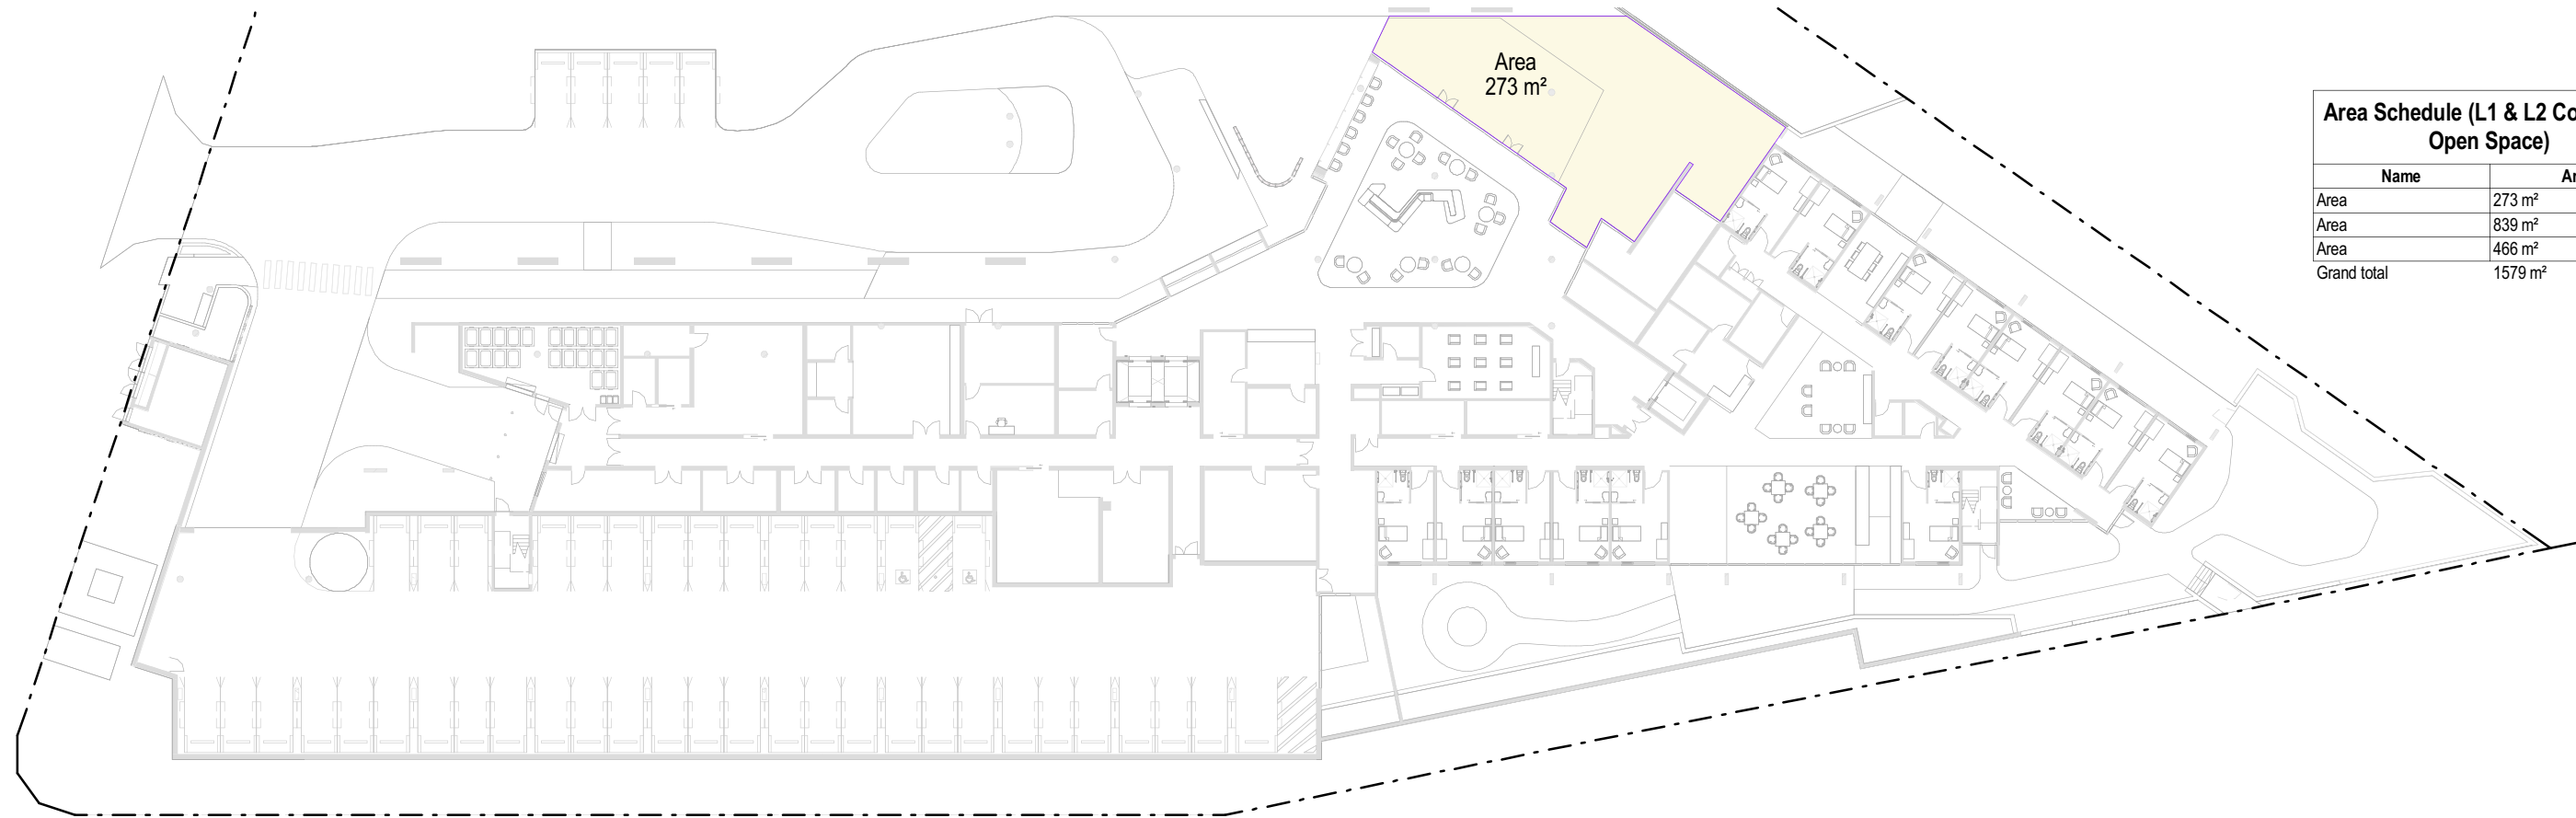 Area
273 m²
Area Schedule (L1 & L2 Co
Open Space)
Name Ar
Area 273 m²
Area 839 m²
Area 466 m²
Grand total 1579 m²